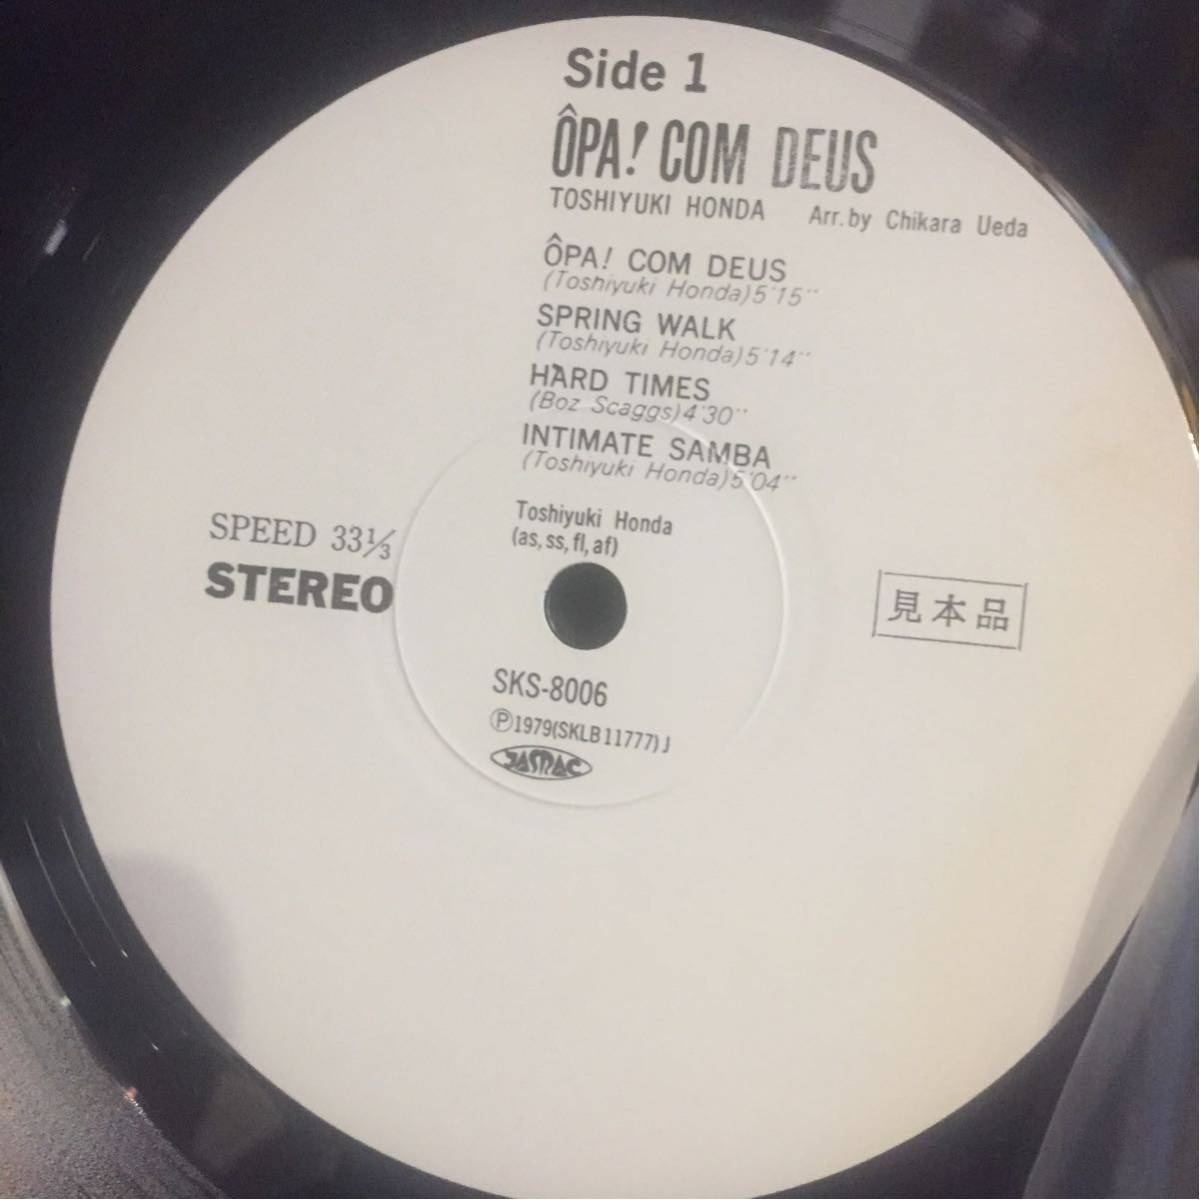 Side 1
ÔPA! COM DEUS
TOSHIYUKI HONDA Arr. by Chikara Ueda
ÔPA! COM DEUS
(Toshiyuki Honda) 5'15''
SPRING WALK
(Toshiyuki Honda) 5'14''
HARD TIMES
(Boz Scaggs) 4'30''
INTIMATE SAMBA
(Toshiyuki Honda) 5'04''
Toshiyuki Honda
(as, ss, fl, af)
SPEED 33⅓
STEREO
見本品
SKS-8006
Ⓟ1979(SKLB11777)J
JASRAC